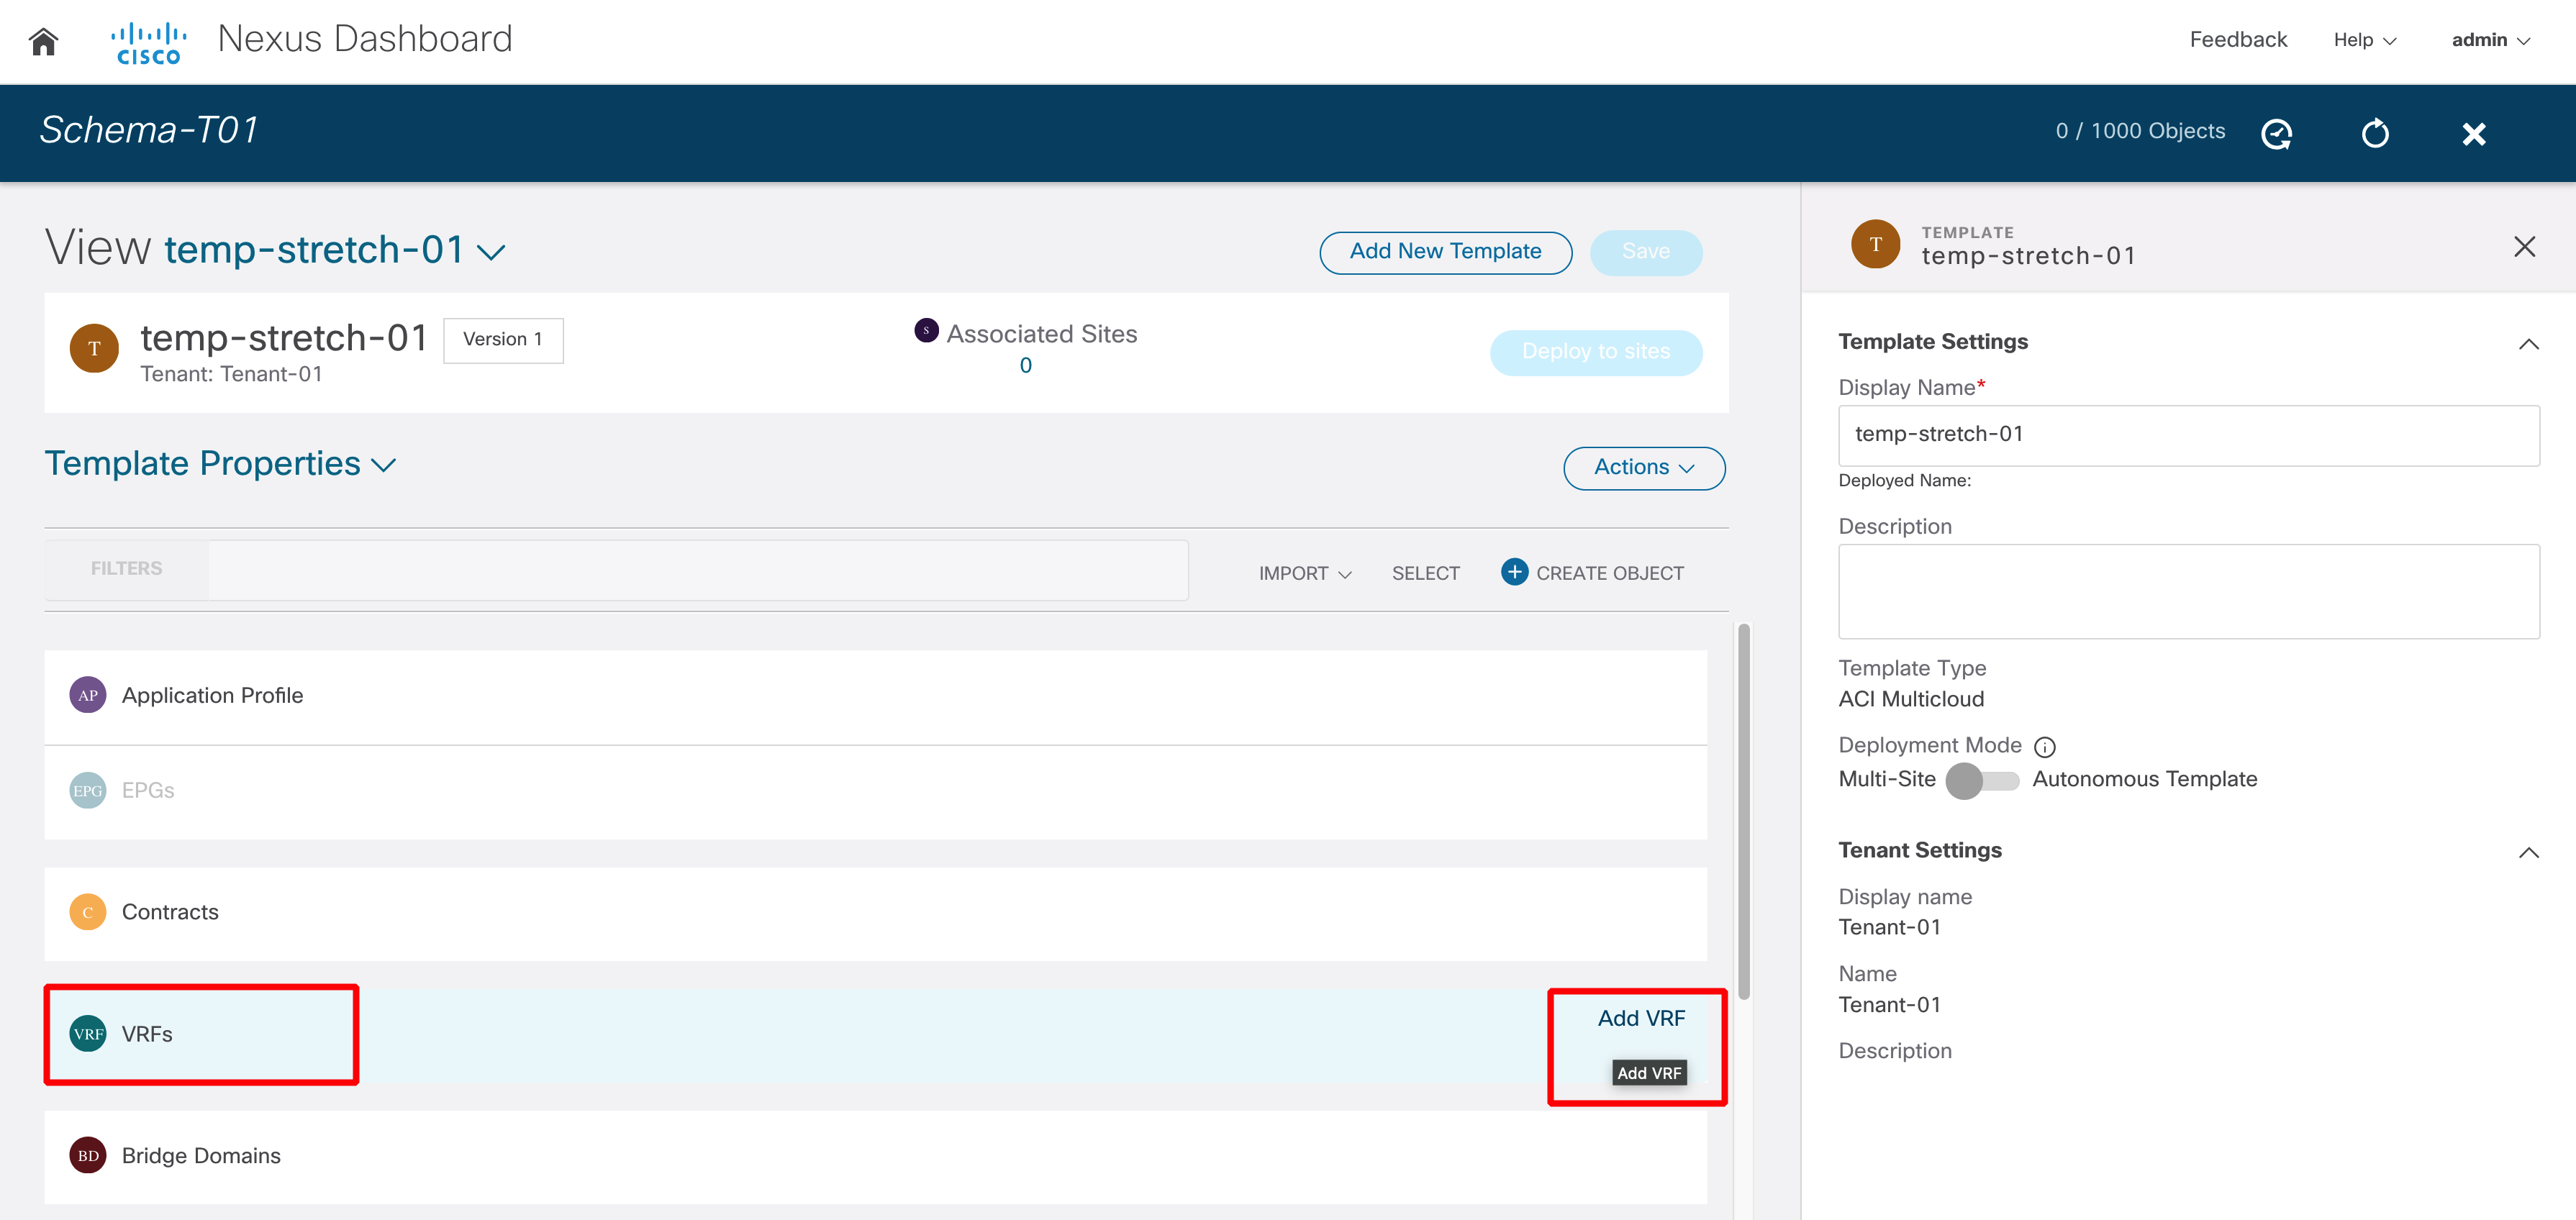 CISCO
Nexus Dashboard
Feedback
Help
admin
Schema-T01
0 / 1000 Objects
View temp-stretch-01
Add New Template
Save
T
temp-stretch-01
Version 1
Tenant: Tenant-01
S
Associated Sites
0
Deploy to sites
Template Properties
Actions
FILTERS
IMPORT
SELECT
CREATE OBJECT
AP
Application Profile
EPG
EPGs
C
Contracts
VRF
VRFs
Add VRF
Add VRF
BD
Bridge Domains
T
TEMPLATE
temp-stretch-01
Template Settings
Display Name*
temp-stretch-01
Deployed Name:
Description
Template Type
ACI Multicloud
Deployment Mode
Multi-Site
Autonomous Template
Tenant Settings
Display name
Tenant-01
Name
Tenant-01
Description